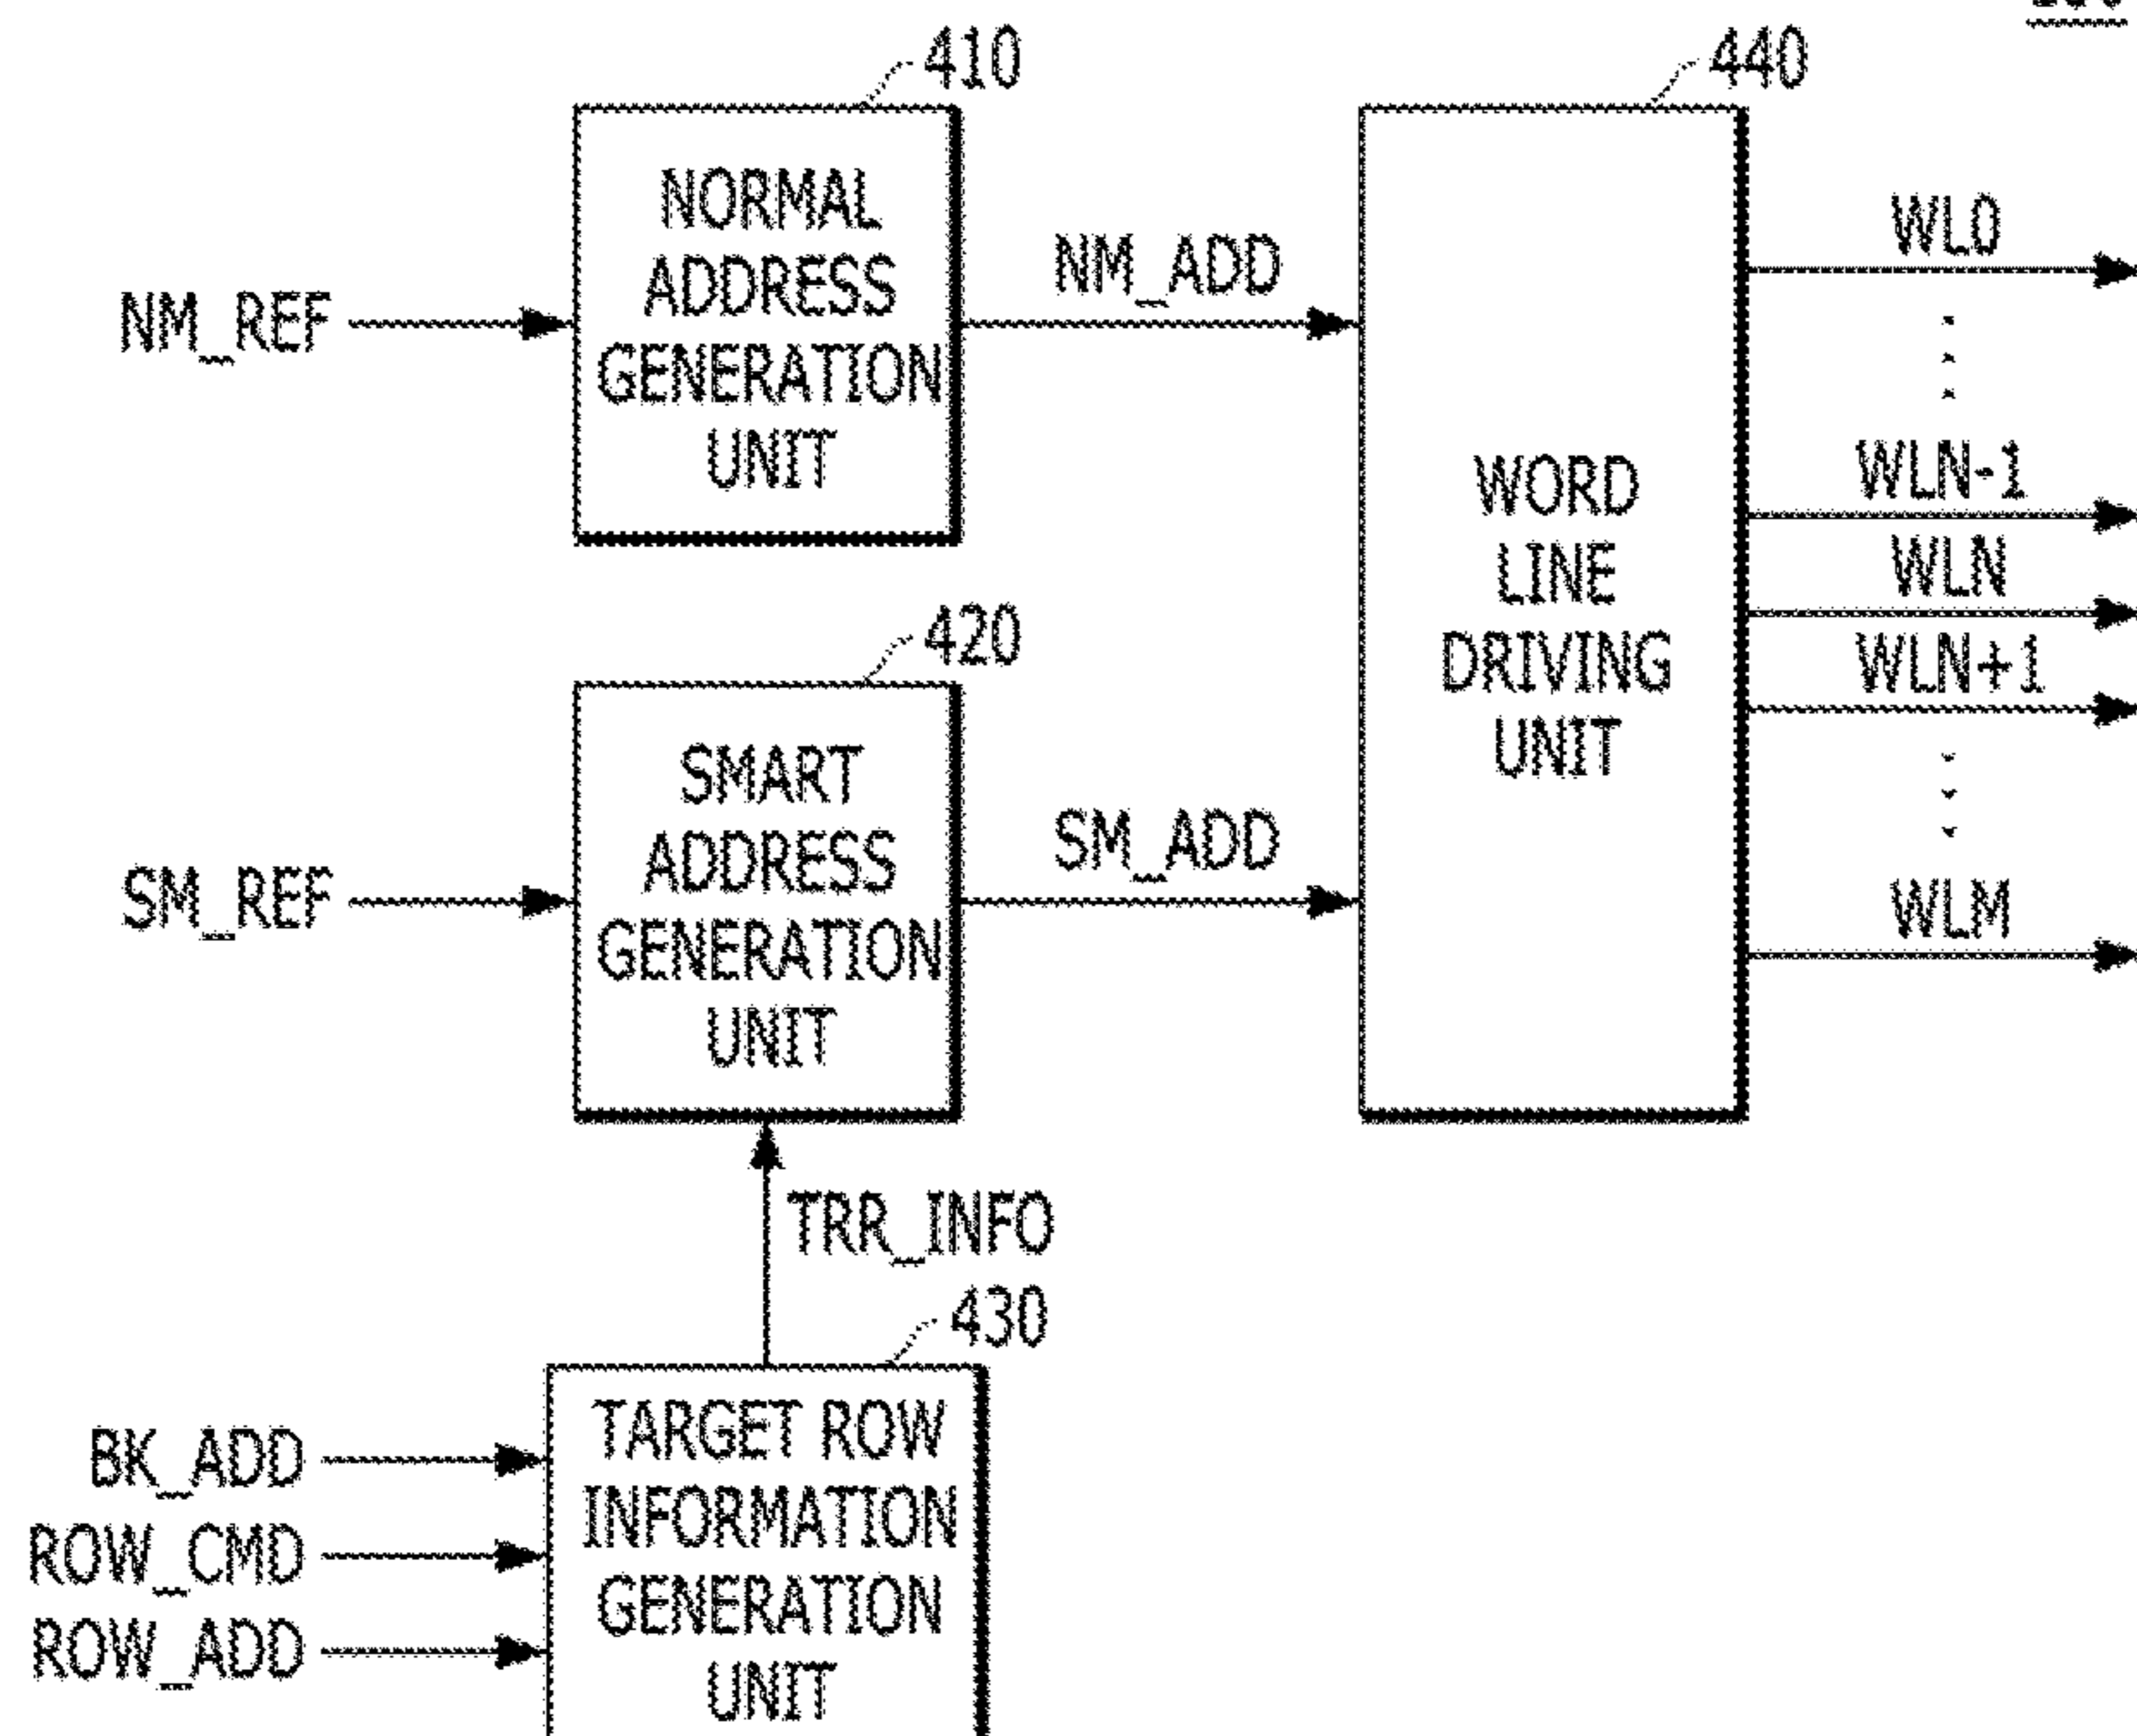 410
440
NORMAL
ADDRESS
GENERATION
UNIT
NM_REF
NM_ADD
WL0
WLN-1
WLN
WLN+1
WLM
WORD
LINE
DRIVING
UNIT
420
SMART
ADDRESS
GENERATION
UNIT
SM_REF
SM_ADD
TRR_INFO
430
TARGET ROW
INFORMATION
GENERATION
UNIT
BK_ADD
ROW_CMD
ROW_ADD